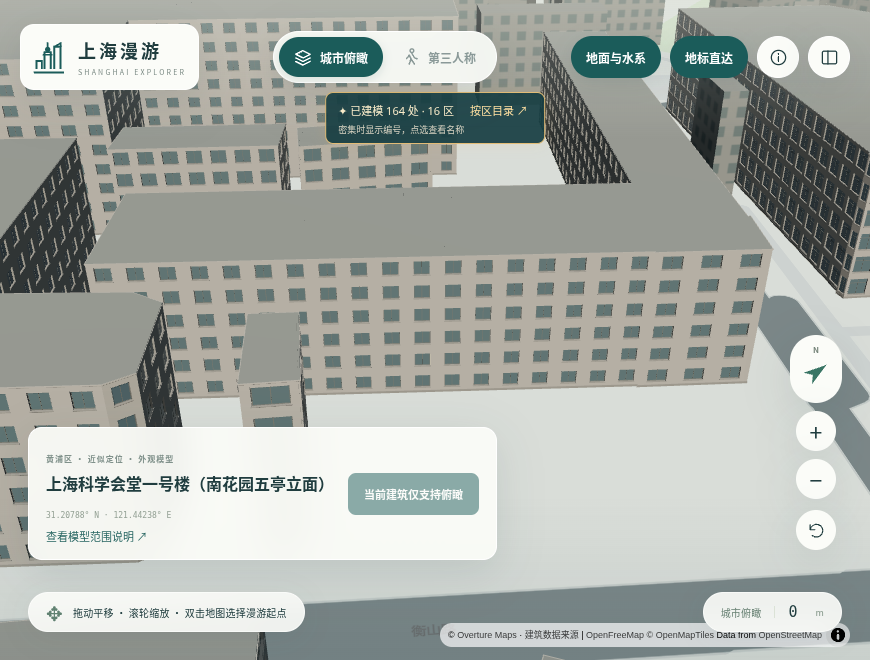 上海漫游
SHANGHAI EXPLORER
城市俯瞰
第三人称
地面与水系
地标直达
✦ 已建模 164 处 · 16 区 按区目录 ↗
密集时显示编号，点选查看名称
N
黄浦区 · 近似定位 · 外观模型
上海科学会堂一号楼（南花园五亭立面）
当前建筑仅支持俯瞰
31.20788° N · 121.44238° E
查看模型范围说明 ↗
拖动平移 · 滚轮缩放 · 双击地图选择漫游起点
城市俯瞰 0 m
衡山
© Overture Maps · 建筑数据来源 | OpenFreeMap © OpenMapTiles Data from OpenStreetMap